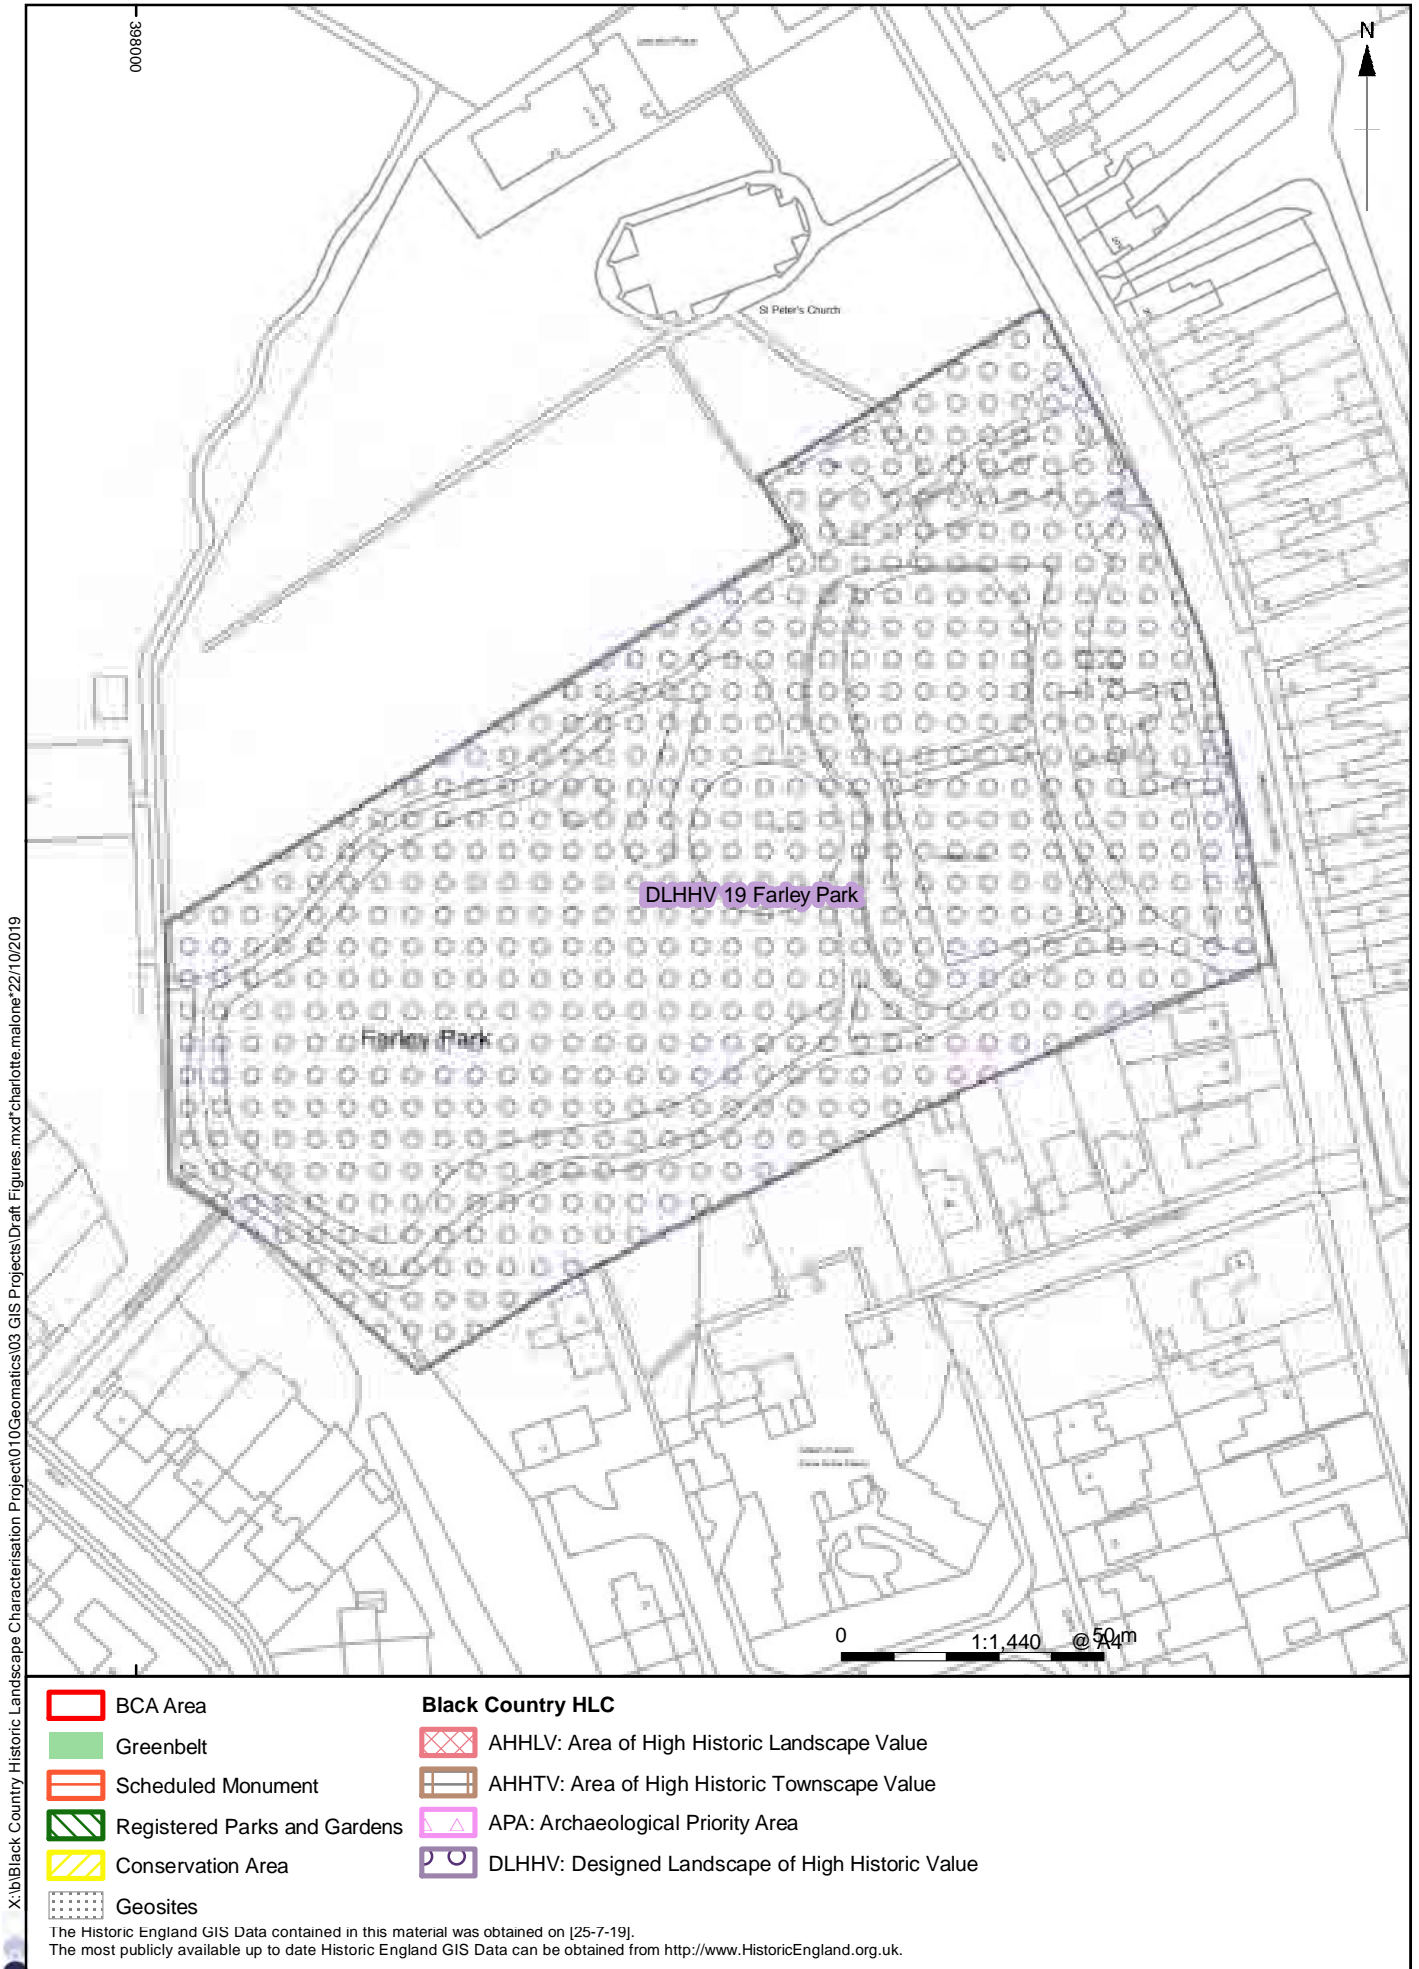 398000
N
St Peter's Church
DLHHV 19 Farley Park
Farley Park
0
50 m
1:1,440 @ A4
X:\b\Black Country Historic Landscape Characterisation Project\010Geomatics\03 GIS Projects\Draft Figures.mxd*charlotte.malone*22/10/2019
BCA Area
Greenbelt
Scheduled Monument
Registered Parks and Gardens
Conservation Area
Geosites
Black Country HLC
AHHLV: Area of High Historic Landscape Value
AHHTV: Area of High Historic Townscape Value
APA: Archaeological Priority Area
DLHHV: Designed Landscape of High Historic Value
The Historic England GIS Data contained in this material was obtained on [25-7-19].
The most publicly available up to date Historic England GIS Data can be obtained from http://www.HistoricEngland.org.uk.